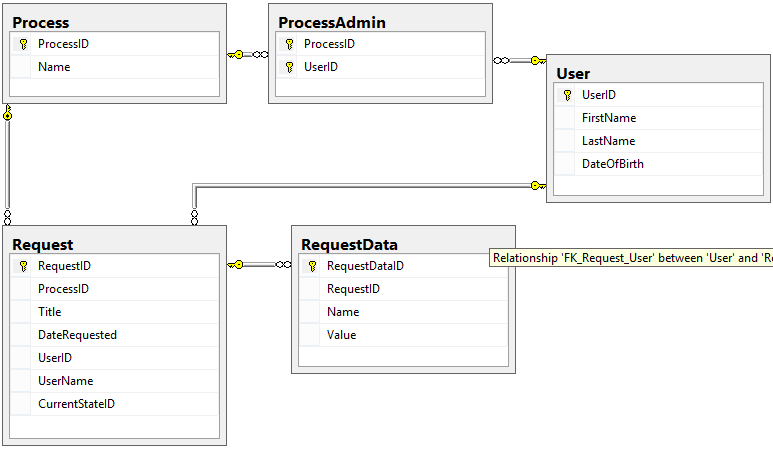 Process
ProcessID
Name
ProcessAdmin
ProcessID
UserID
User
UserID
FirstName
LastName
DateOfBirth
Request
RequestID
ProcessID
Title
DateRequested
UserID
UserName
CurrentStateID
RequestData
RequestDataID
RequestID
Name
Value
Relationship 'FK_Request_User' between 'User' and 'Re